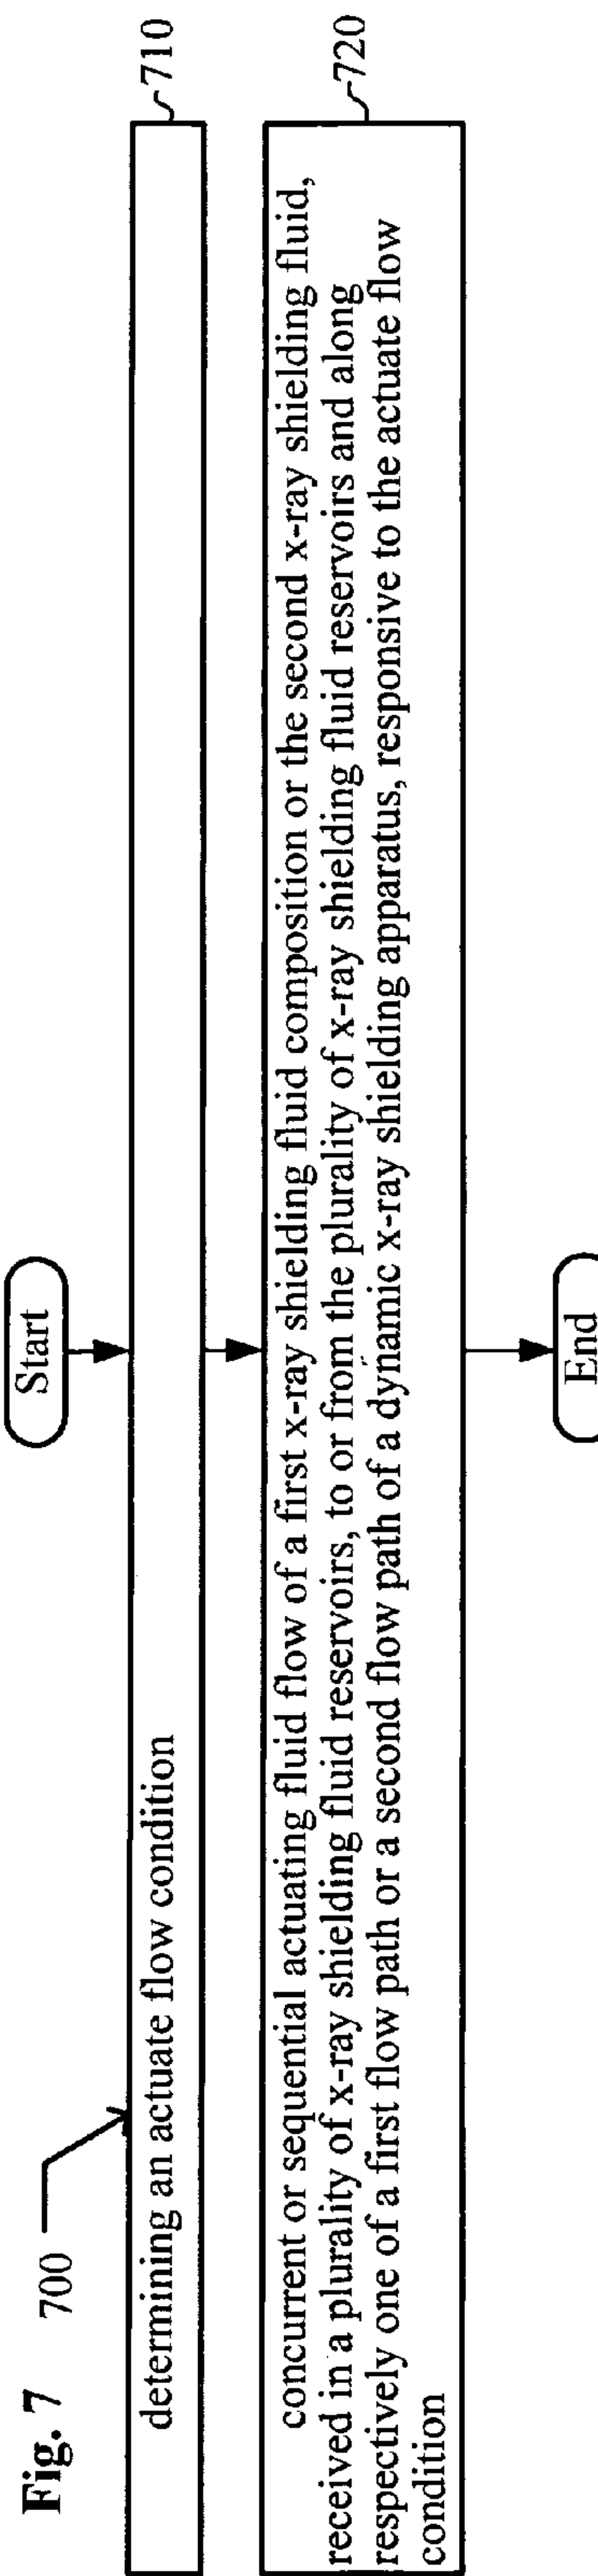 Fig. 7
700
Start
determining an actuate flow condition
710
concurrent or sequential actuating fluid flow of a first x-ray shielding fluid composition or the second x-ray shielding fluid,
received in a plurality of x-ray shielding fluid reservoirs, to or from the plurality of x-ray shielding fluid reservoirs and along
respectively one of a first flow path or a second flow path of a dynamic x-ray shielding apparatus, responsive to the actuate flow
condition
720
End